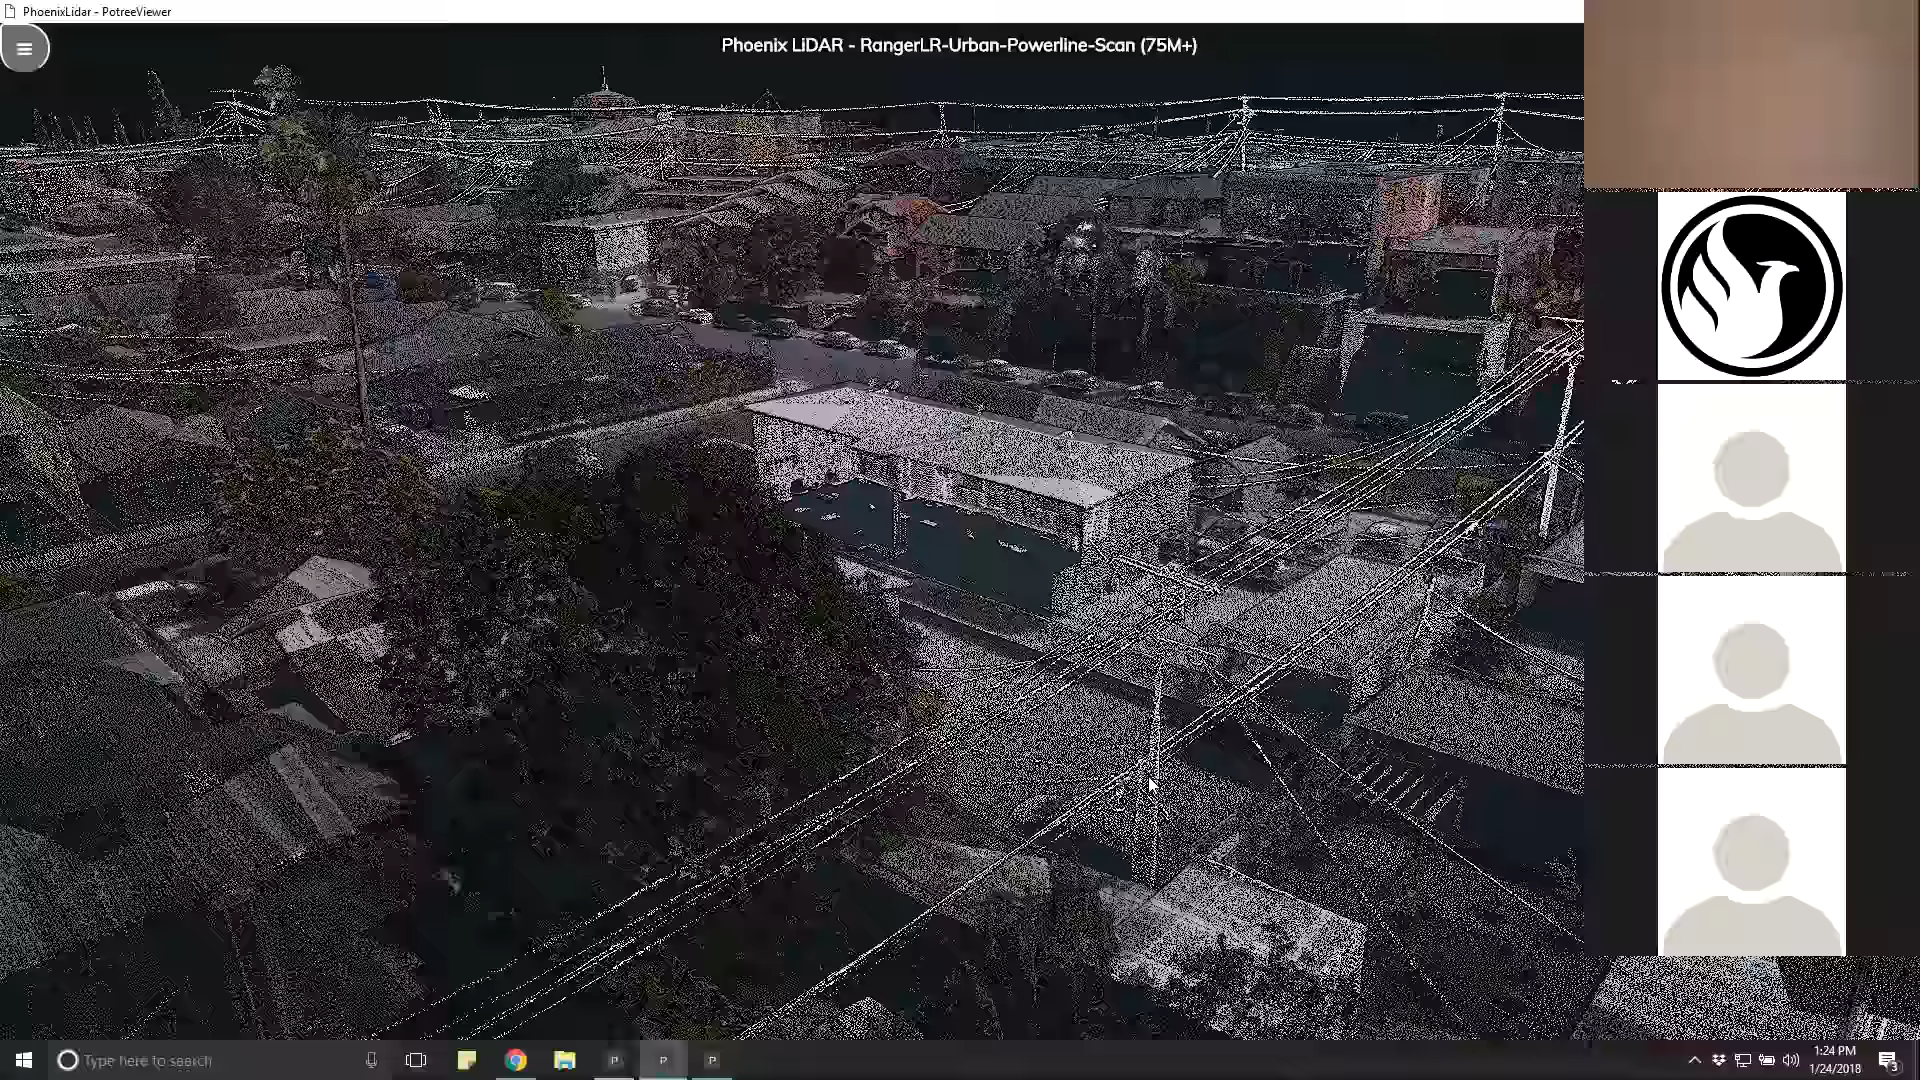 PhoenixLidar - PotreeViewer
Phoenix LiDAR - RangerLR-Urban-Powerline-Scan (75M+)
Type here to search
P
P
P
1:24 PM
1/24/2018
3